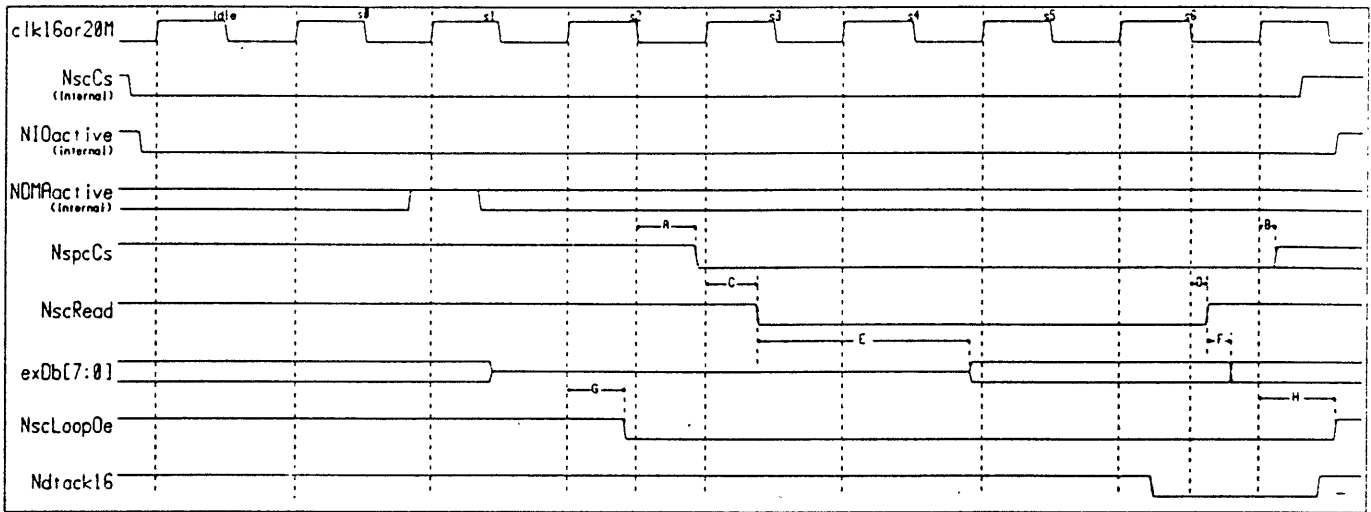 Idle s0 s1 s2 s3 s4 s5 s6
clk16or20M
NscCs
(Internal)
NIOactive
(internal)
NDMAactive
(Internal)
A B
NspcCs
C D
NscRead
E F
exDb[7:0]
G H
NscLoopOe
Ndtack16